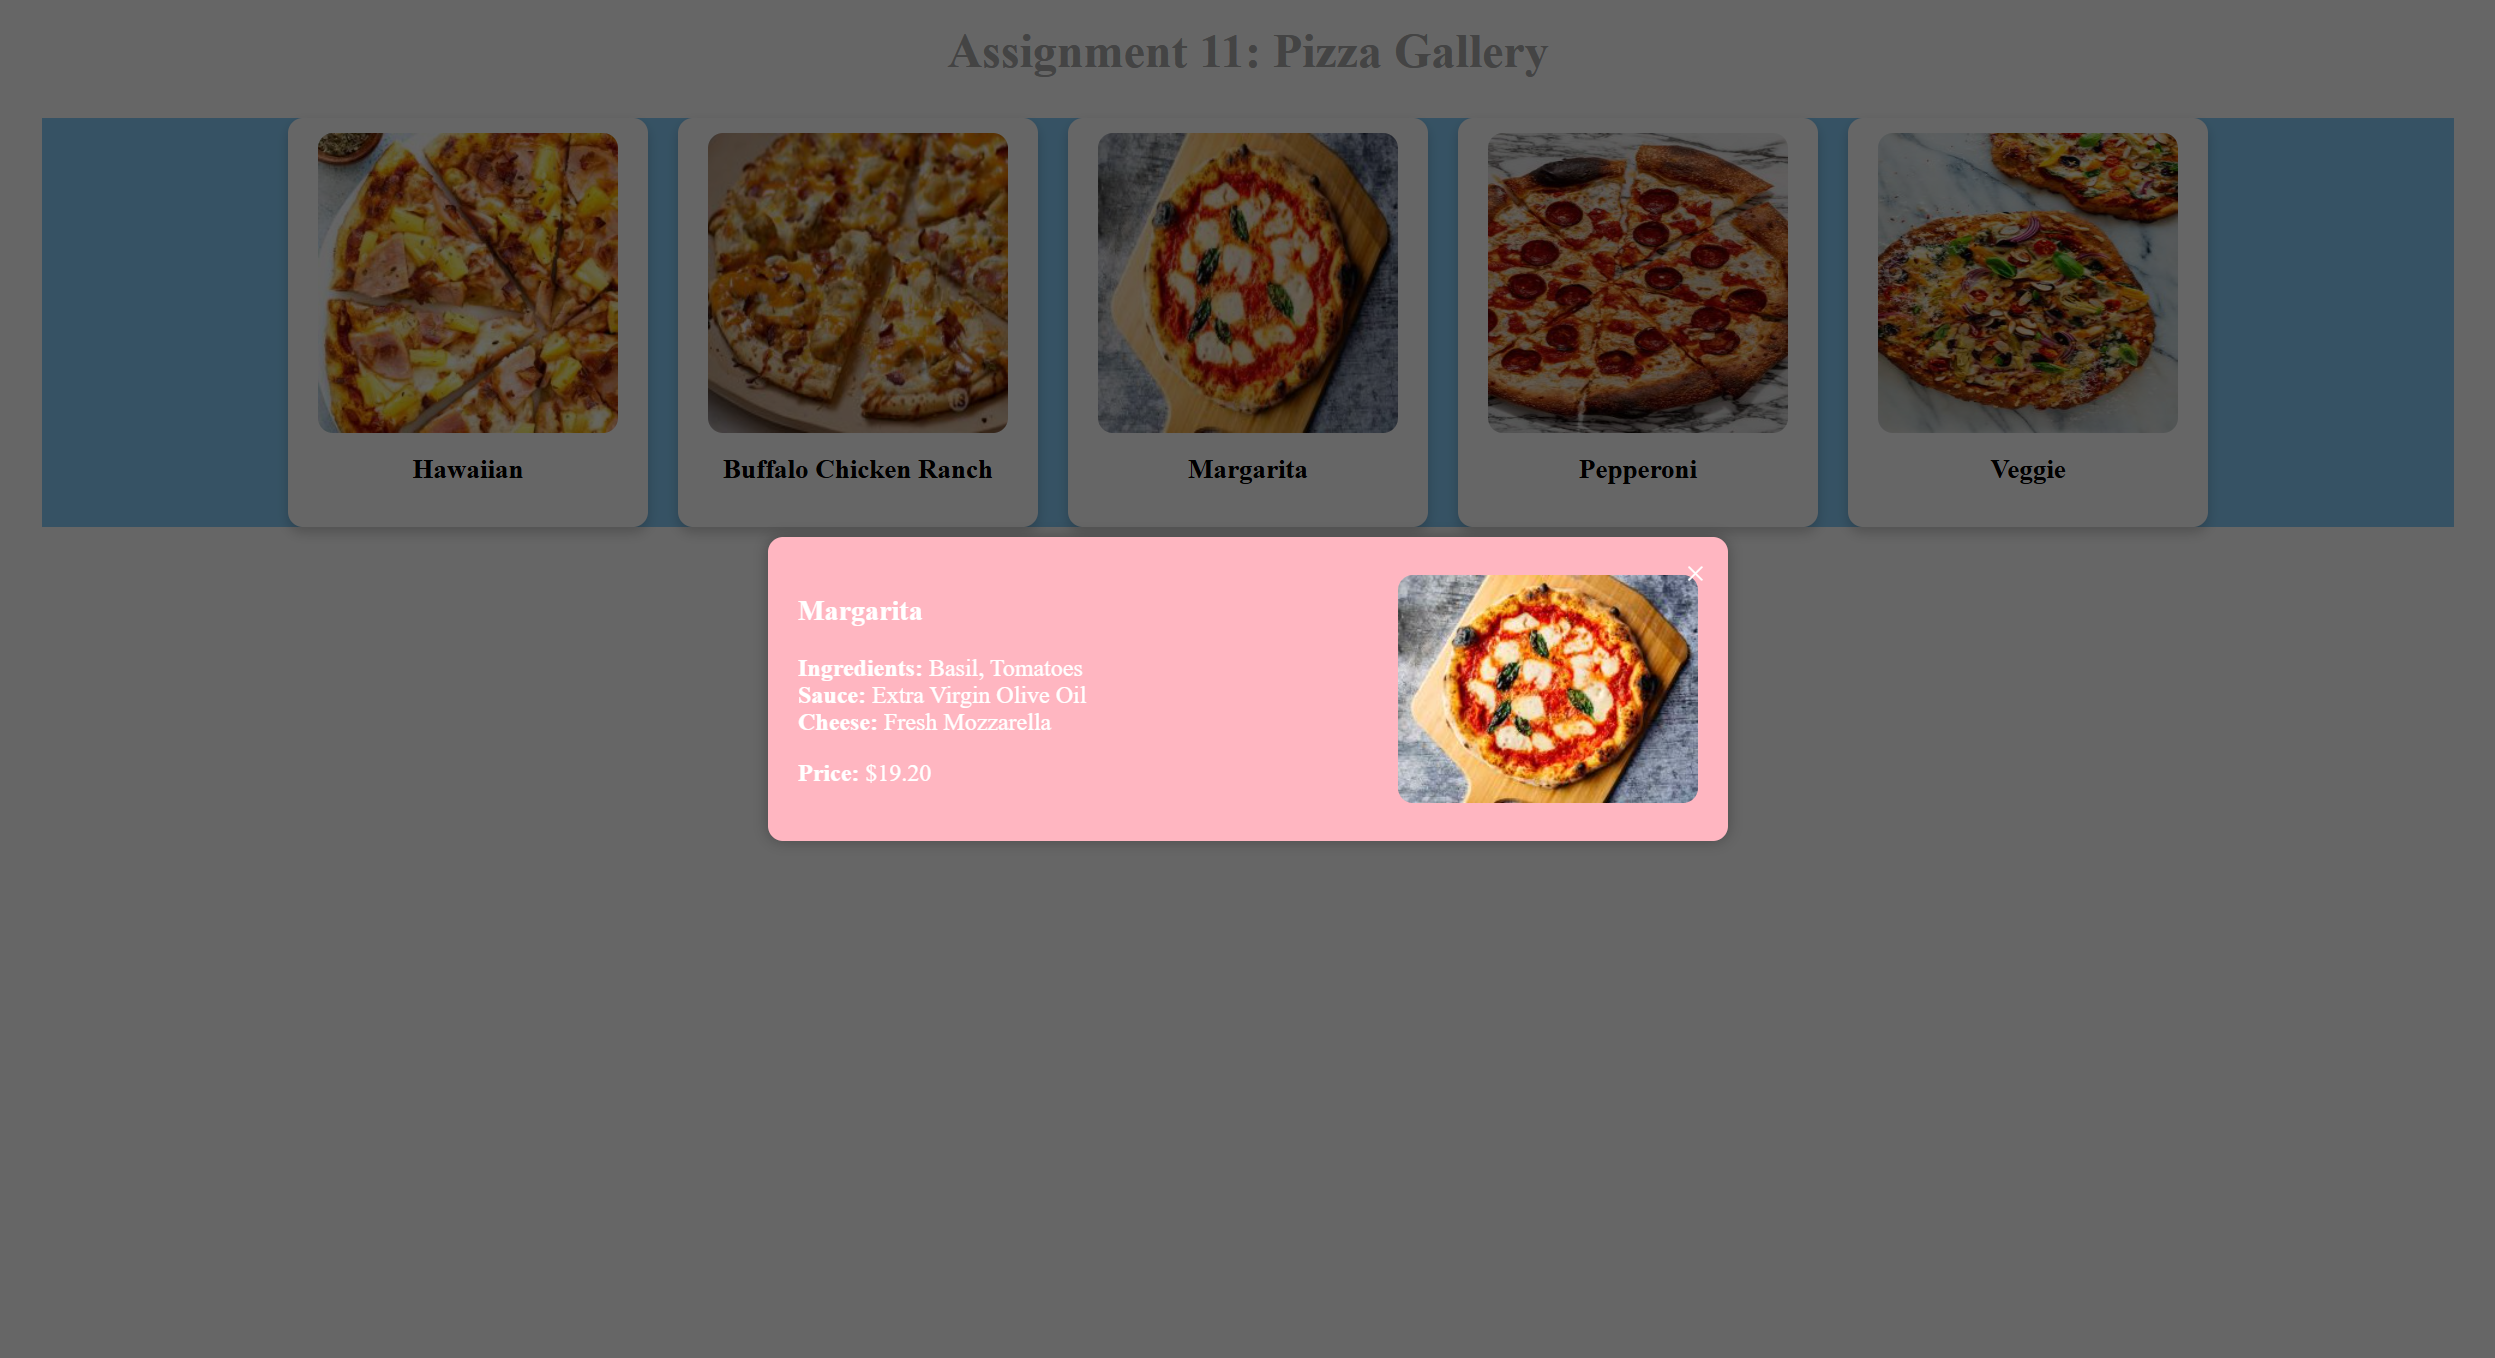 Assignment 11: Pizza Gallery
Hawaiian
Buffalo Chicken Ranch
Margarita
Pepperoni
Veggie
Margarita
Ingredients: Basil, Tomatoes
Sauce: Extra Virgin Olive Oil
Cheese: Fresh Mozzarella
Price: $19.20